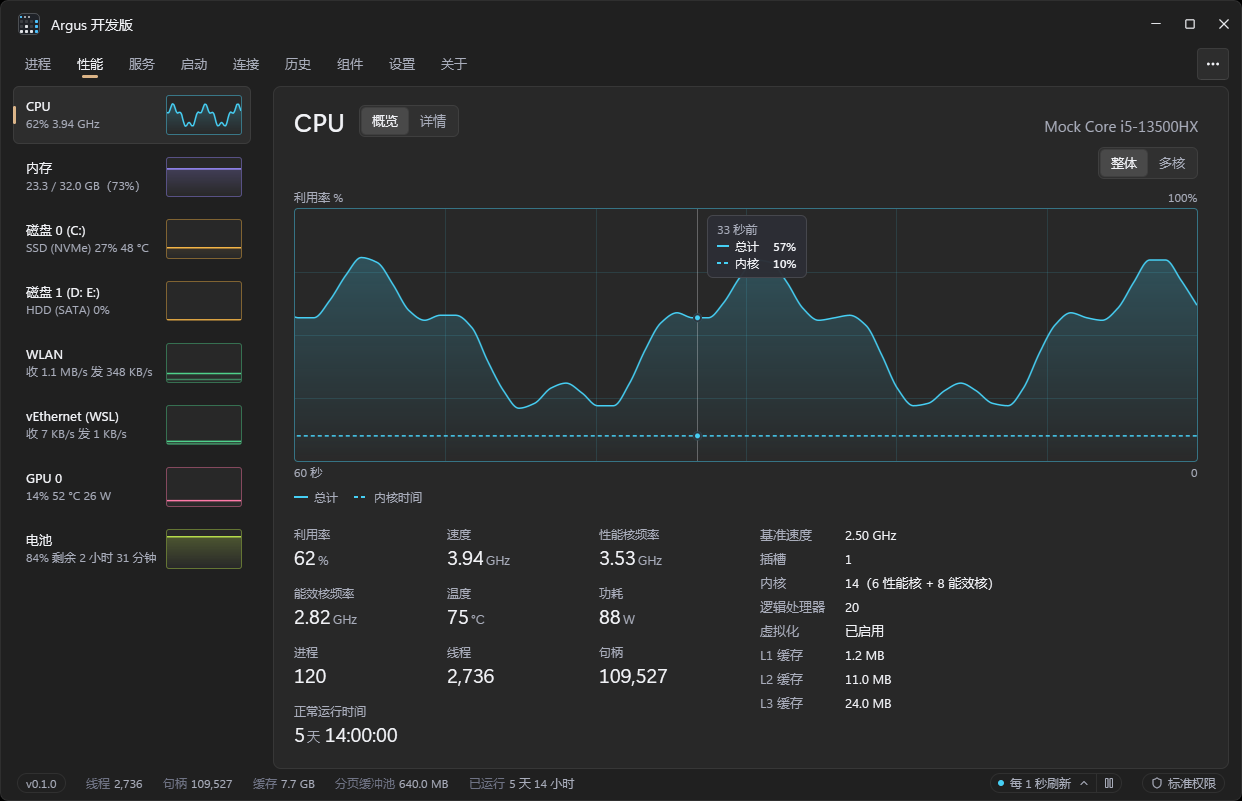 Argus 开发版
进程 性能 服务 启动 连接 历史 组件 设置 关于
CPU
62% 3.94 GHz
内存
23.3 / 32.0 GB（73%）
磁盘 0 (C:)
SSD (NVMe) 27% 48 °C
磁盘 1 (D: E:)
HDD (SATA) 0%
WLAN
收 1.1 MB/s 发 348 KB/s
vEthernet (WSL)
收 7 KB/s 发 1 KB/s
GPU 0
14% 52 °C 26 W
电池
84% 剩余 2 小时 31 分钟
CPU 概览 详情
Mock Core i5-13500HX
整体 多核
利用率 % 100%
33 秒前
总计 57%
内核 10%
60 秒 0
总计 内核时间
利用率 速度 性能核频率
62 % 3.94 GHz 3.53 GHz
能效核频率 温度 功耗
2.82 GHz 75 °C 88 W
进程 线程 句柄
120 2,736 109,527
正常运行时间
5 天 14:00:00
基准速度 2.50 GHz
插槽 1
内核 14（6 性能核 + 8 能效核）
逻辑处理器 20
虚拟化 已启用
L1 缓存 1.2 MB
L2 缓存 11.0 MB
L3 缓存 24.0 MB
v0.1.0 线程 2,736 句柄 109,527 缓存 7.7 GB 分页缓冲池 640.0 MB 已运行 5 天 14 小时 每 1 秒刷新 标准权限